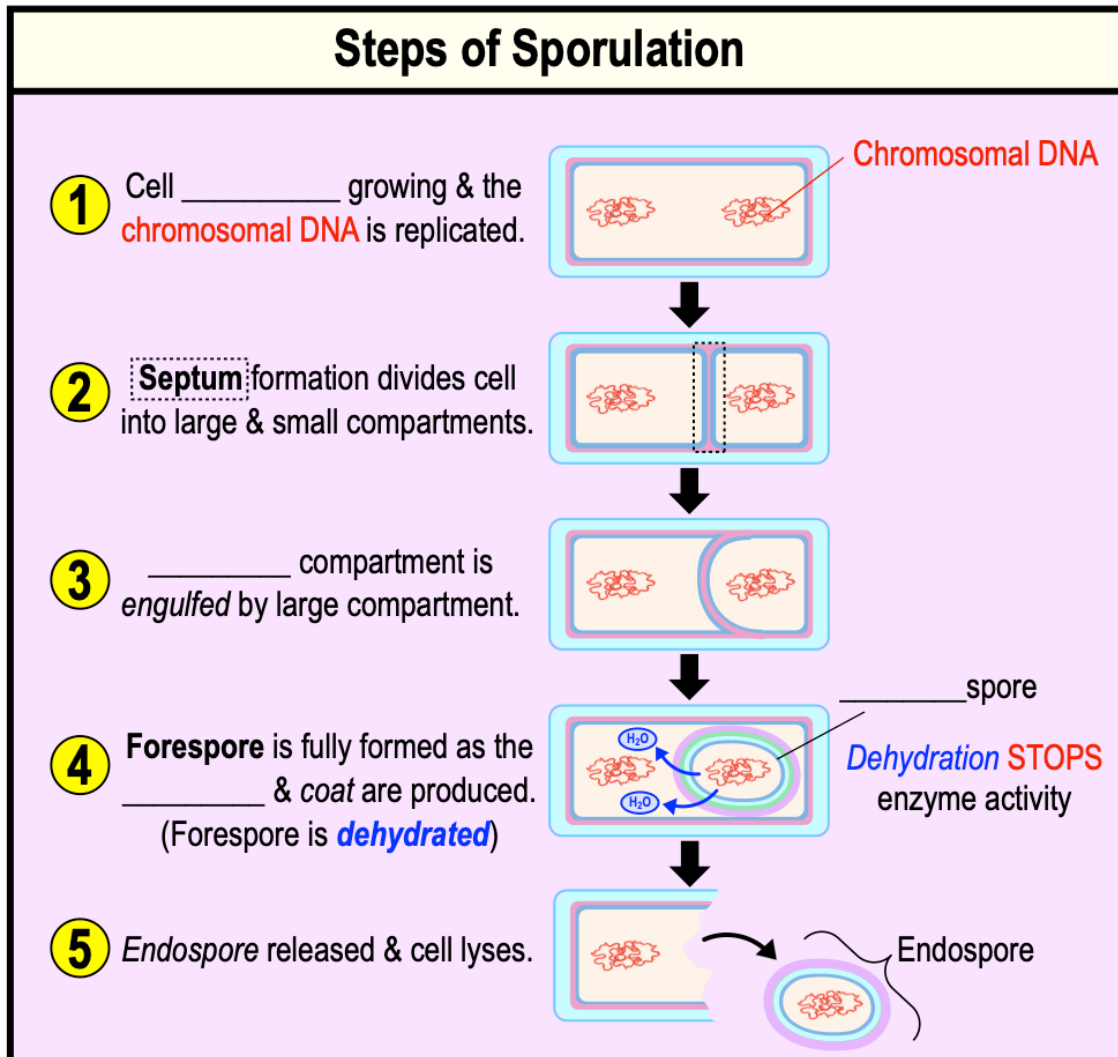 Steps of Sporulation
1
Cell __________ growing & the
chromosomal DNA is replicated.
Chromosomal DNA
2
Septum formation divides cell
into large & small compartments.
3
_________ compartment is
engulfed by large compartment.
________spore
4
Forespore is fully formed as the
_________ & coat are produced.
(Forespore is dehydrated)
H₂O
H₂O
Dehydration STOPS
enzyme activity
5
Endospore released & cell lyses.
Endospore